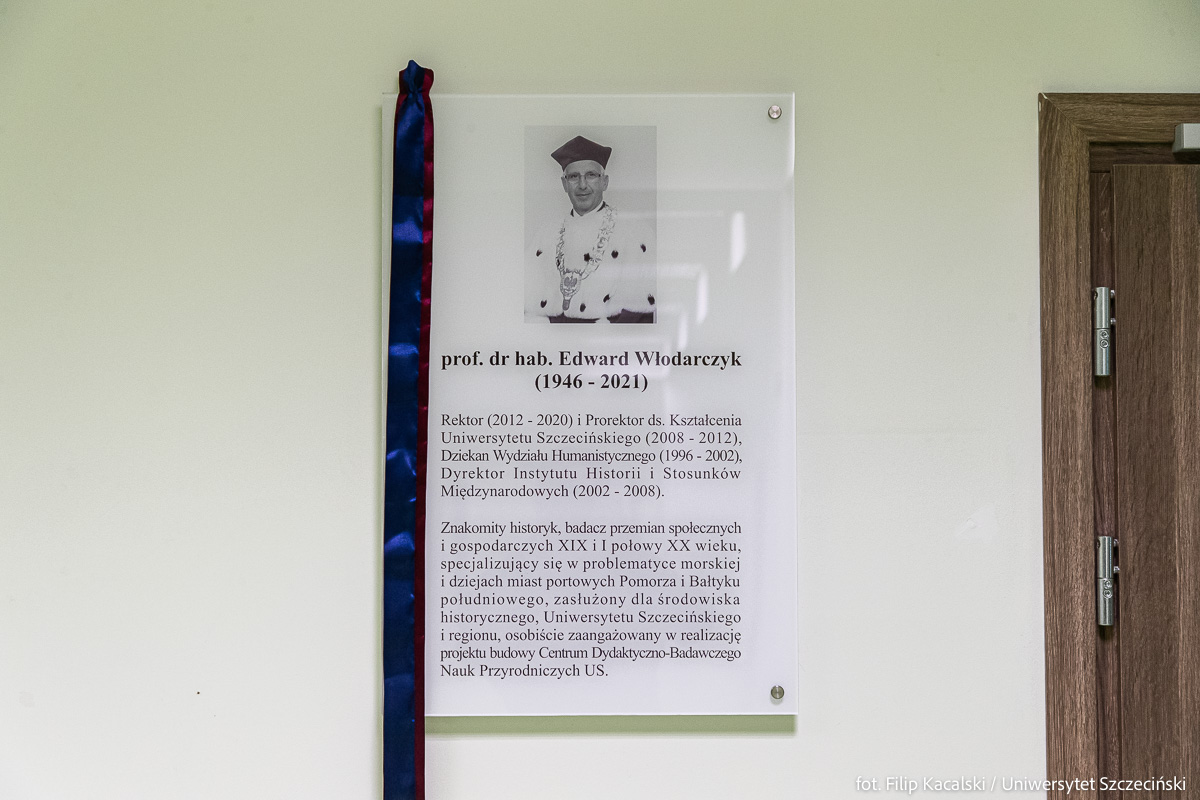 prof. dr hab. Edward Włodarczyk
(1946 - 2021)
Rektor (2012 - 2020) i Prorektor ds. Kształcenia
Uniwersytetu Szczecińskiego (2008 - 2012),
Dziekan Wydziału Humanistycznego (1996 - 2002),
Dyrektor Instytutu Historii i Stosunków
Międzynarodowych (2002 - 2008).
Znakomity historyk, badacz przemian społecznych
i gospodarczych XIX i I połowy XX wieku,
specjalizujący się w problematyce morskiej
i dziejach miast portowych Pomorza i Bałtyku
południowego, zasłużony dla środowiska
historycznego, Uniwersytetu Szczecińskiego
i regionu, osobiście zaangażowany w realizację
projektu budowy Centrum Dydaktyczno-Badawczego
Nauk Przyrodniczych US.
fot. Filip Kacalski / Uniwersytet Szczeciński